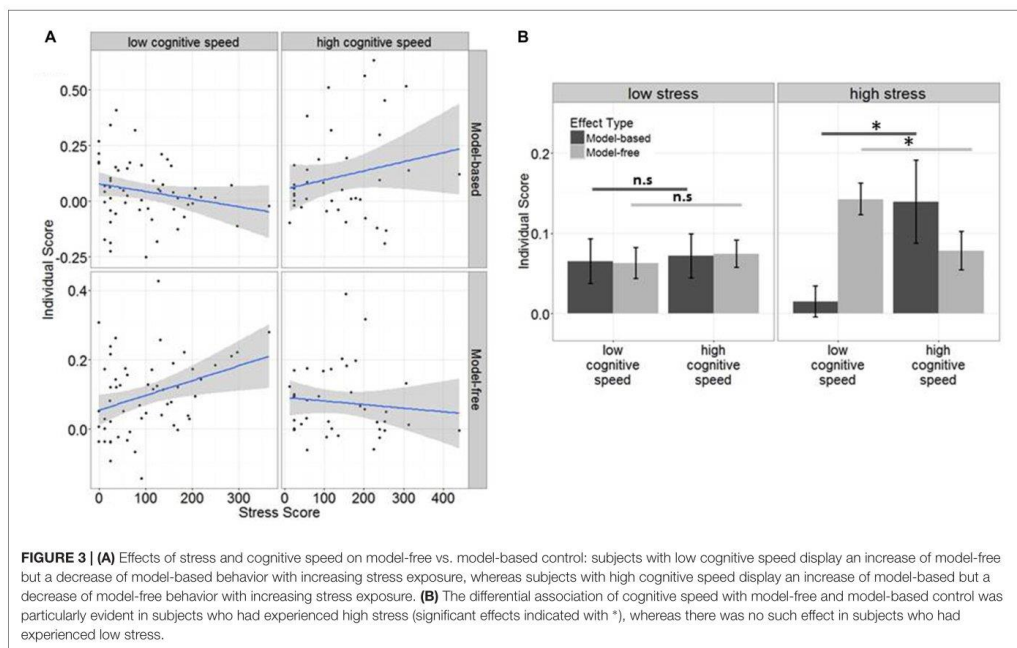 A
low cognitive speed
high cognitive speed
Individual Score
0.50
0.25
0.00
-0.25
Model-based
0.4
0.2
0.0
Model-free
0
100
200
300
0
100
200
300
400
Stress Score
B
low stress
high stress
Individual Score
0.2
0.1
0.0
Effect Type
Model-based
Model-free
n.s
n.s
*
*
low cognitive speed
high cognitive speed
low cognitive speed
high cognitive speed
FIGURE 3 | (A) Effects of stress and cognitive speed on model-free vs. model-based control: subjects with low cognitive speed display an increase of model-free
but a decrease of model-based behavior with increasing stress exposure, whereas subjects with high cognitive speed display an increase of model-based but a
decrease of model-free behavior with increasing stress exposure. (B) The differential association of cognitive speed with model-free and model-based control was
particularly evident in subjects who had experienced high stress (significant effects indicated with *), whereas there was no such effect in subjects who had
experienced low stress.